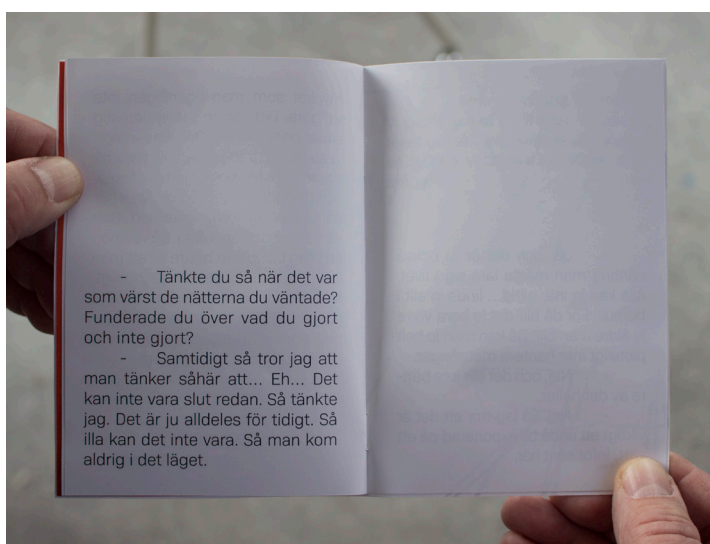 - Tänkte du så när det var
som värst de nätterna du väntade?
Funderade du över vad du gjort
och inte gjort?
- Samtidigt så tror jag att
man tänker såhär att... Eh... Det
kan inte vara slut redan. Så tänkte
jag. Det är ju alldeles för tidigt. Så
illa kan det inte vara. Så man kom
aldrig i det läget.